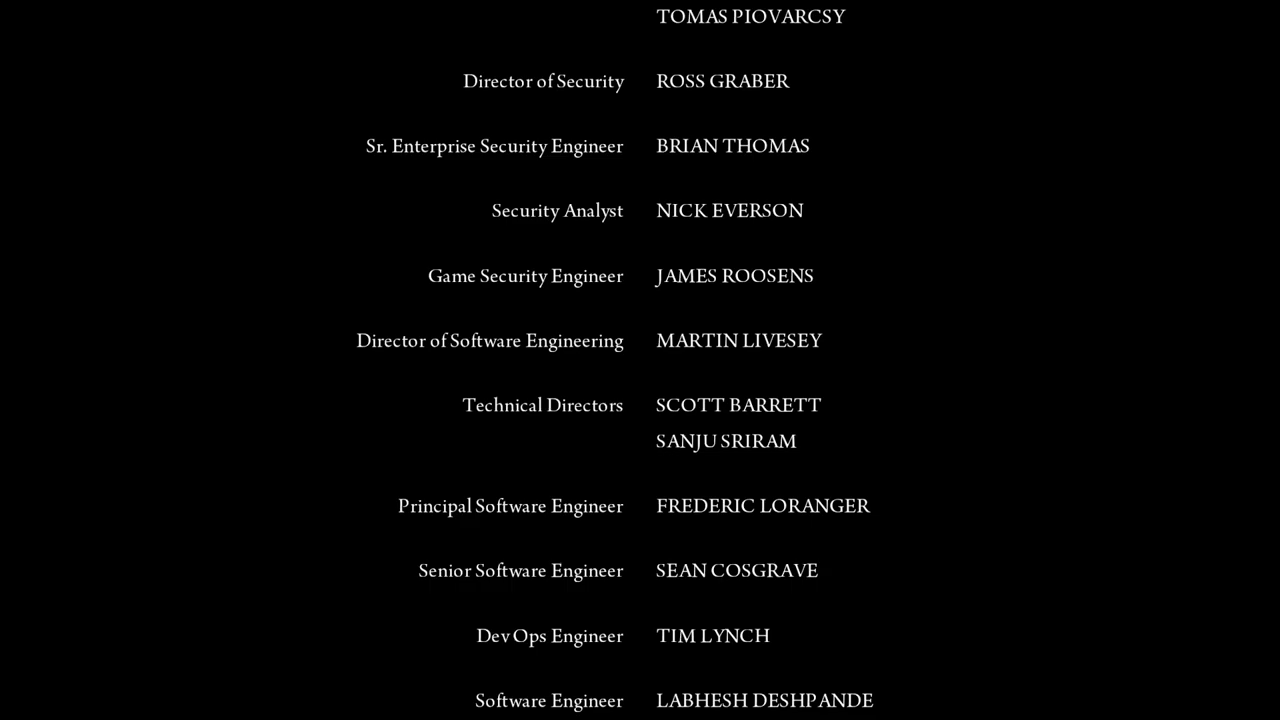 TOMAS PIOVARCSY
Director of Security ROSS GRABER
Sr. Enterprise Security Engineer BRIAN THOMAS
Security Analyst NICK EVERSON
Game Security Engineer JAMES ROOSENS
Director of Software Engineering MARTIN LIVESEY
Technical Directors SCOTT BARRETT
SANJU SRIRAM
Principal Software Engineer FREDERIC LORANGER
Senior Software Engineer SEAN COSGRAVE
Dev Ops Engineer TIM LYNCH
Software Engineer LABHESH DESHPANDE